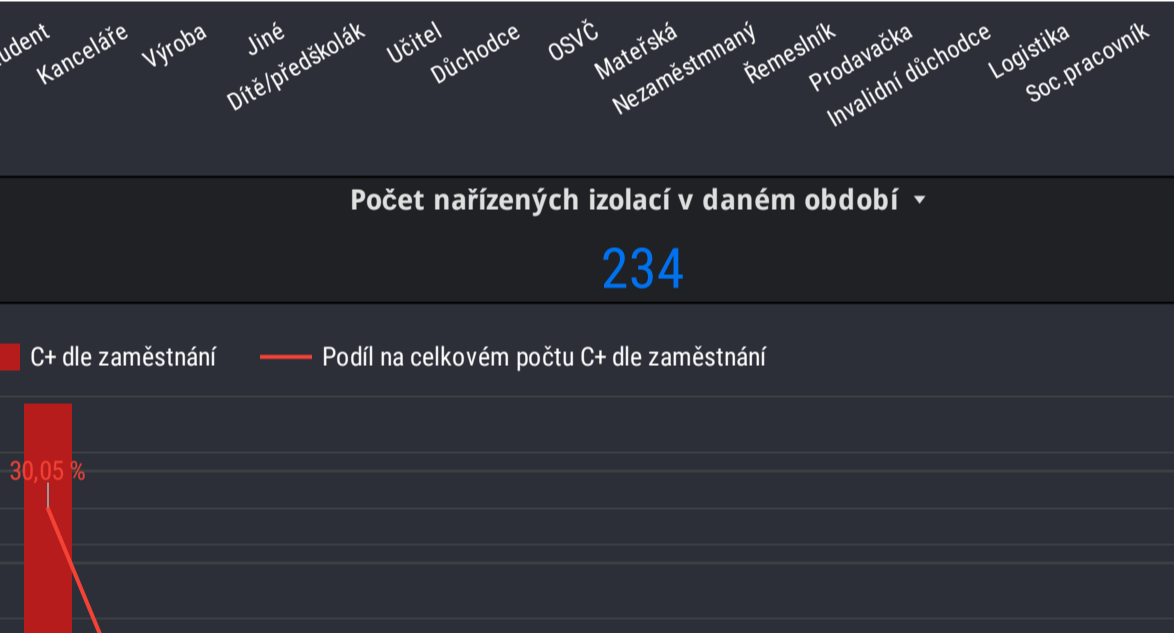 udent
Kanceláře
Výroba
Jiné
Dítě/předškolák
Učitel
Důchodce
OSVČ
Mateřská
Nezaměstmnaný
Řemeslník
Prodavačka
Invalidní důchodce
Logistika
Soc.pracovník
Počet nařízených izolací v daném období
234
C+ dle zaměstnání
Podíl na celkovém počtu C+ dle zaměstnání
30,05 %